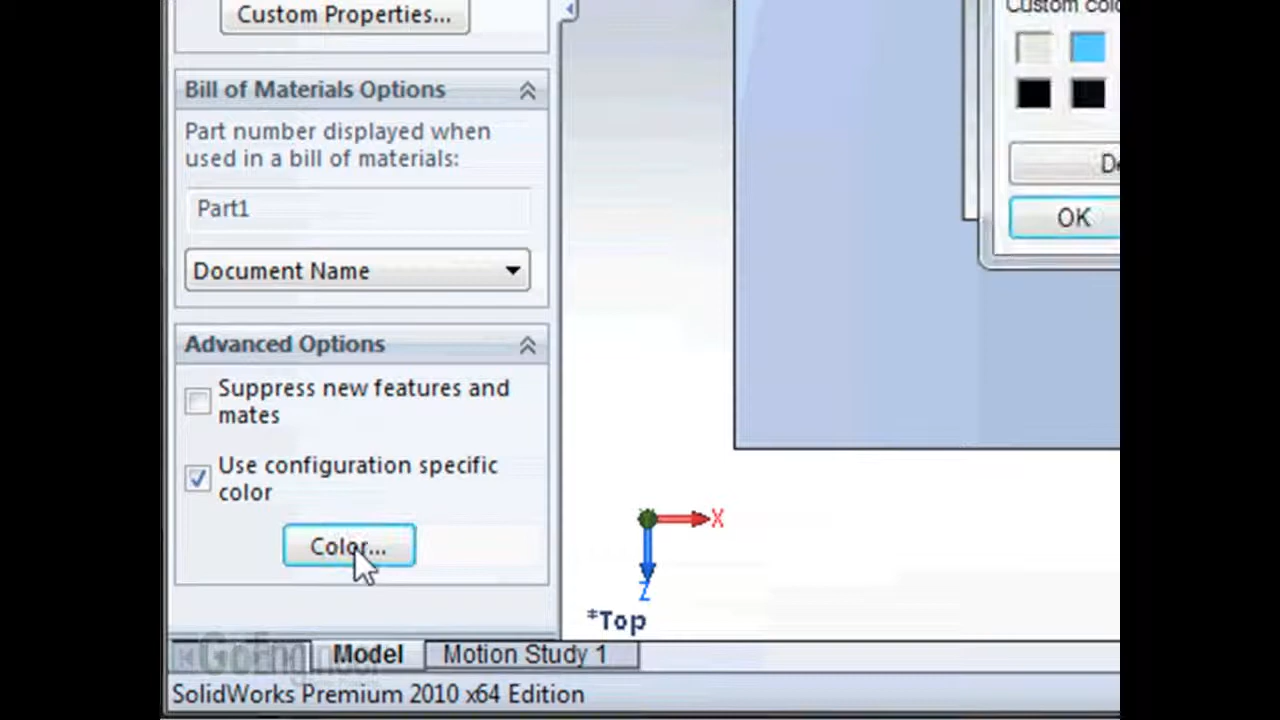 Custom Properties...
Custom
Bill of Materials Options
Part number displayed when
used in a bill of materials:
Part1
Document Name
OK
Advanced Options
Suppress new features and
mates
Use configuration specific
color
Color...
X
Z
*Top
GoEngineer
Model
Motion Study 1
SolidWorks Premium 2010 x64 Edition